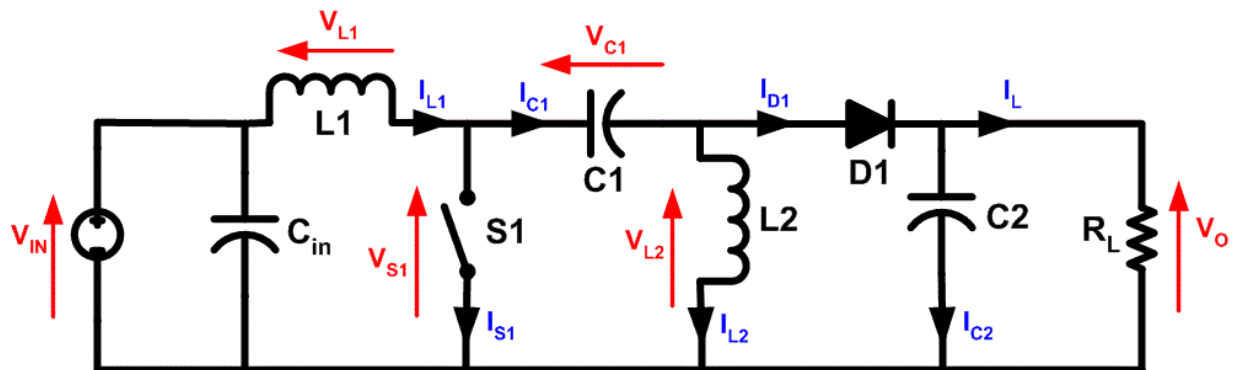 V_L1
V_C1
I_L1
I_C1
I_D1
I_L
L1
C1
D1
V_IN
C_in
V_S1
S1
V_L2
L2
C2
R_L
V_O
I_S1
I_L2
I_C2